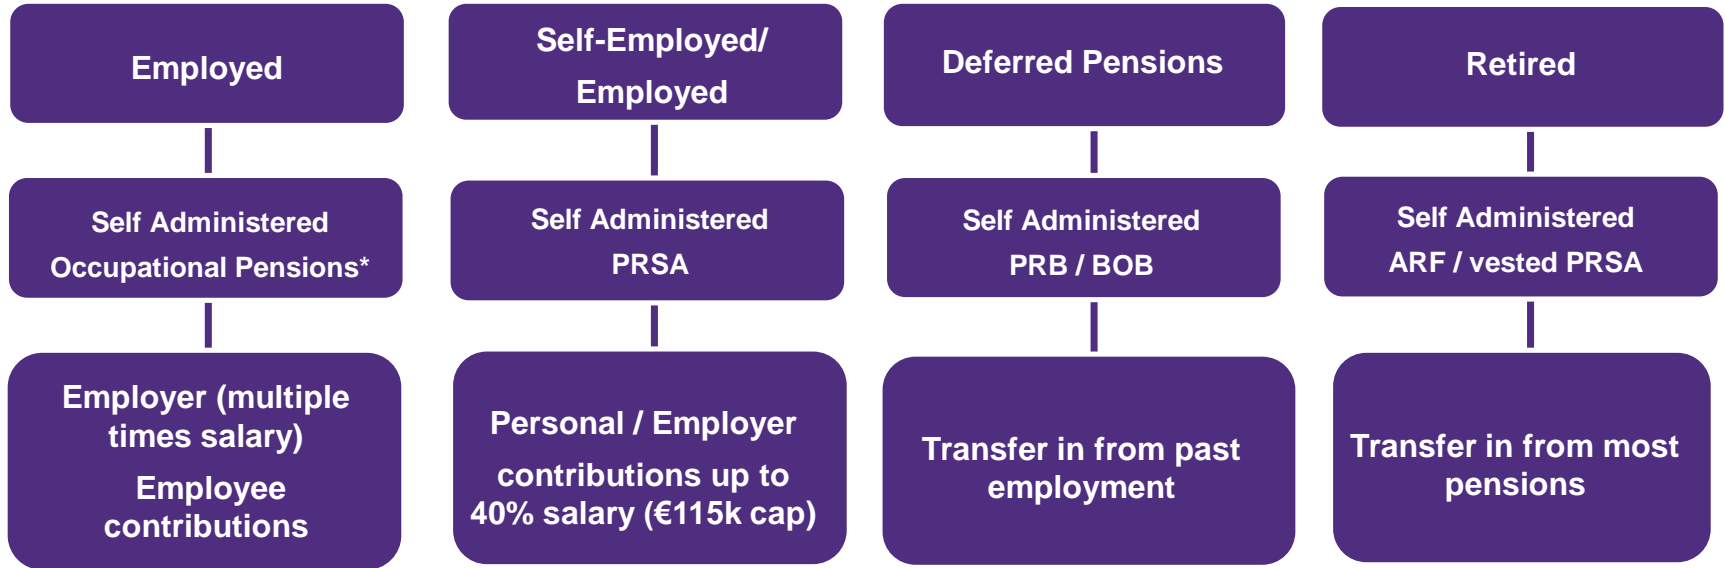 Employed
Self-Employed/
Employed
Deferred Pensions
Retired
Self Administered
Occupational Pensions*
Self Administered
PRSA
Self Administered
PRB / BOB
Self Administered
ARF / vested PRSA
Employer (multiple
times salary)
Employee
contributions
Personal / Employer
contributions up to
40% salary (€115k cap)
Transfer in from past
employment
Transfer in from most
pensions